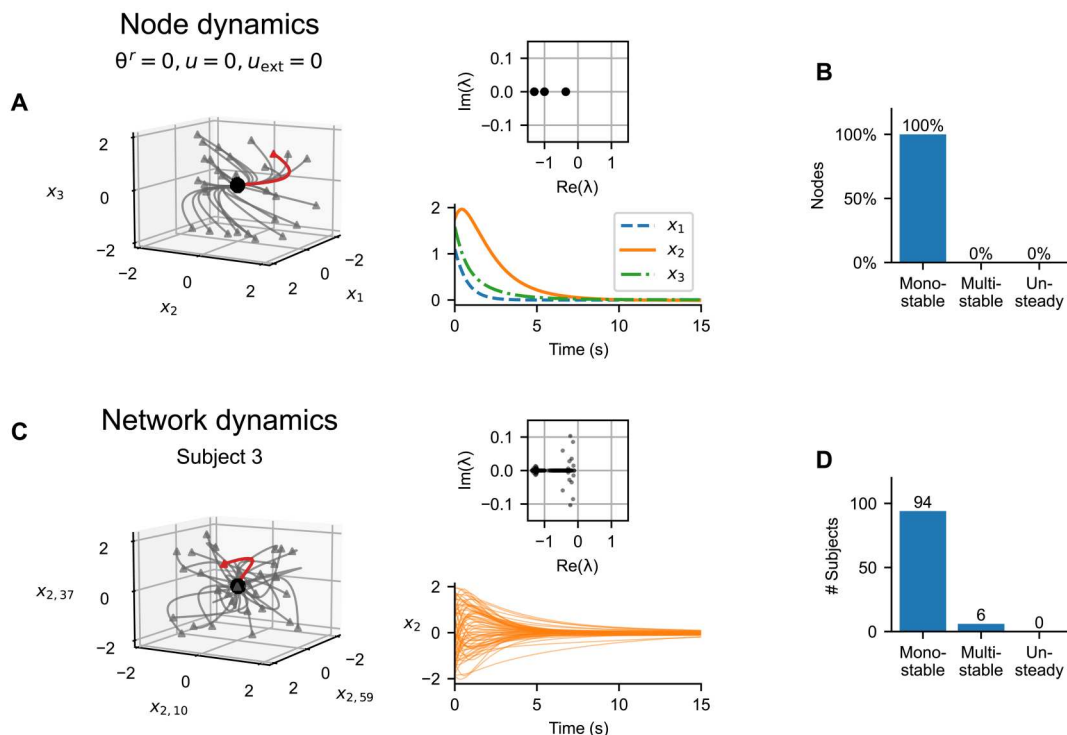 Node dynamics
θʳ = 0, u = 0, u_ext = 0
A
2
0
−2
x₃
−2
0
2
x₂
2
0
−2
x₁
0.1
0.0
−0.1
Im(λ)
−1 0 1
Re(λ)
2
1
0
x₁
x₂
x₃
0 5 10 15
Time (s)
B
100%
50%
0%
Nodes
100%
0%
0%
Mono-
stable
Multi-
stable
Un-
steady
Network dynamics
C
Subject 3
2
0
−2
x₂,₃₇
−2
0
2
x₂,₁₀
2
0
−2
x₂,₅₉
0.1
0.0
−0.1
Im(λ)
−1 0 1
Re(λ)
2
0
−2
x₂
0 5 10 15
Time (s)
D
100
50
0
# Subjects
94
6
0
Mono-
stable
Multi-
stable
Un-
steady